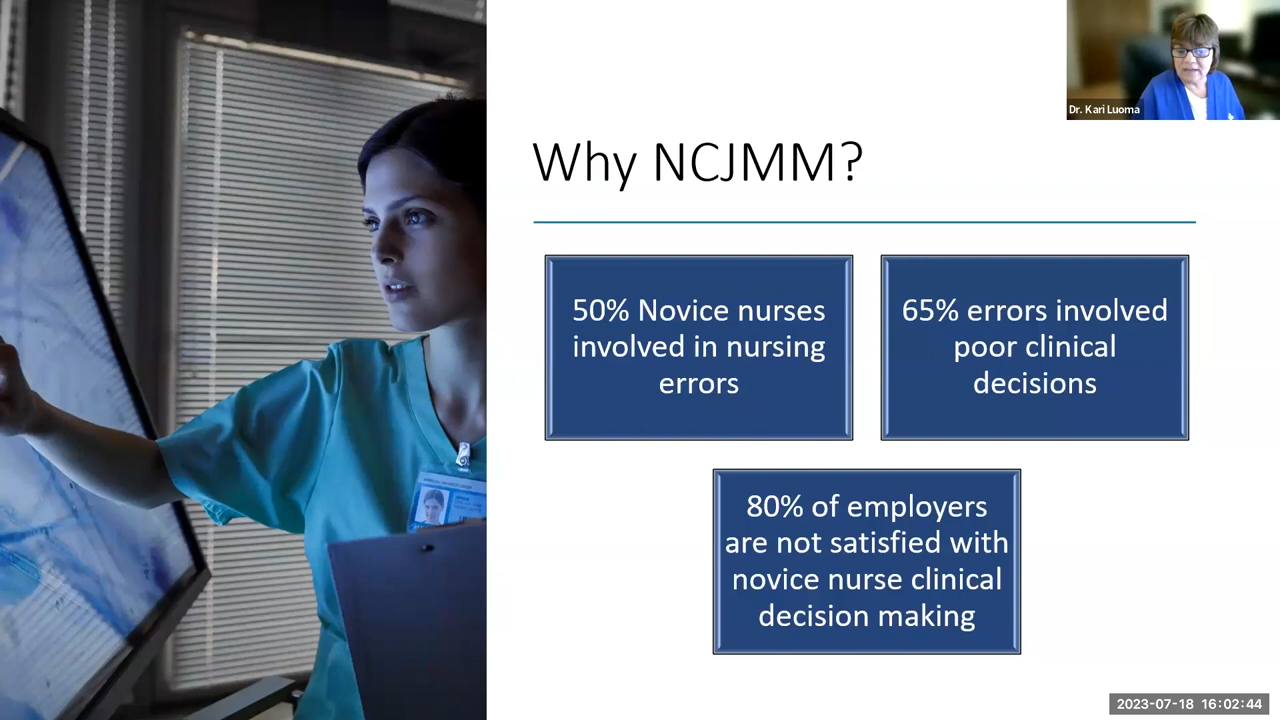 Dr. Kari Luoma
Why NCJMM?
50% Novice nurses
involved in nursing
errors
65% errors involved
poor clinical
decisions
80% of employers
are not satisfied with
novice nurse clinical
decision making
2023-07-18 16:02:44